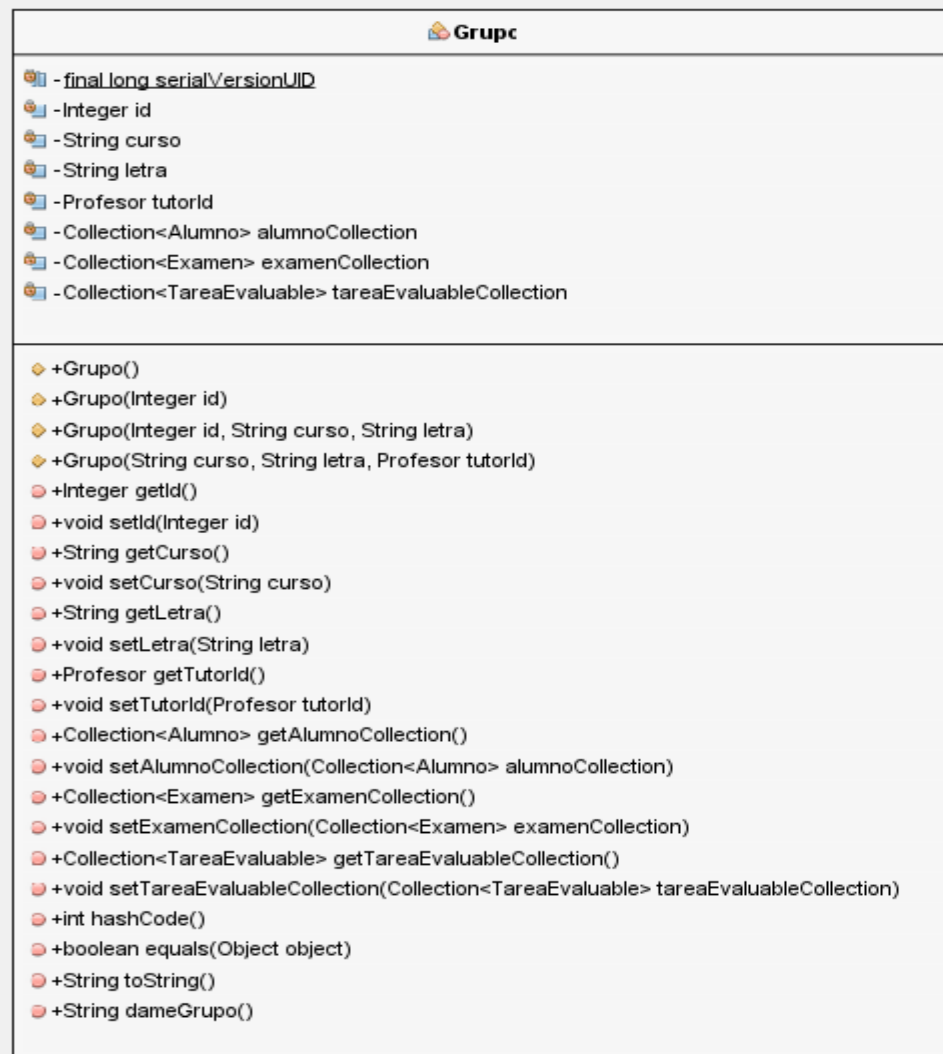 Grupo
-final long serialVersionUID
-Integer id
-String curso
-String letra
-Profesor tutorId
-Collection<Alumno> alumnoCollection
-Collection<Examen> examenCollection
-Collection<TareaEvaluable> tareaEvaluableCollection
+Grupo()
+Grupo(Integer id)
+Grupo(Integer id, String curso, String letra)
+Grupo(String curso, String letra, Profesor tutorId)
+Integer getId()
+void setId(Integer id)
+String getCurso()
+void setCurso(String curso)
+String getLetra()
+void setLetra(String letra)
+Profesor getTutorId()
+void setTutorId(Profesor tutorId)
+Collection<Alumno> getAlumnoCollection()
+void setAlumnoCollection(Collection<Alumno> alumnoCollection)
+Collection<Examen> getExamenCollection()
+void setExamenCollection(Collection<Examen> examenCollection)
+Collection<TareaEvaluable> getTareaEvaluableCollection()
+void setTareaEvaluableCollection(Collection<TareaEvaluable> tareaEvaluableCollection)
+int hashCode()
+boolean equals(Object object)
+String toString()
+String dameGrupo()